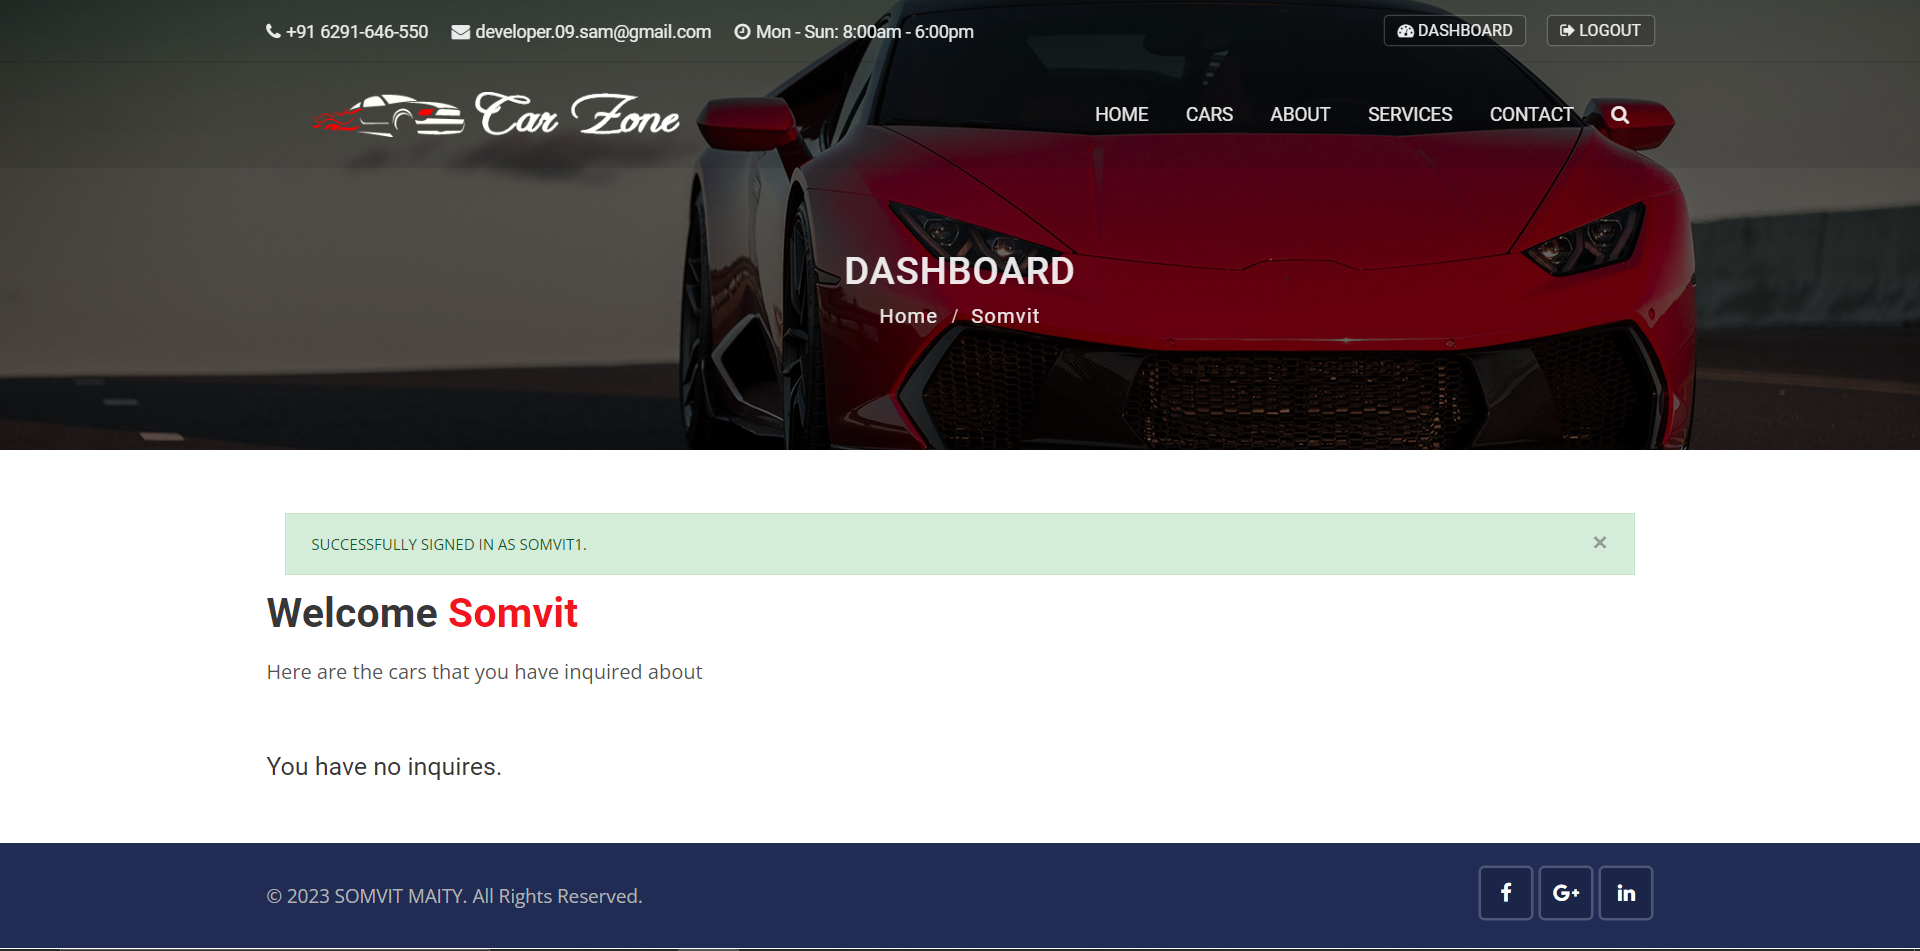 +91 6291-646-550 developer.09.sam@gmail.com Mon - Sun: 8:00am - 6:00pm DASHBOARD LOGOUT
Car Zone HOME CARS ABOUT SERVICES CONTACT
DASHBOARD
Home / Somvit
SUCCESSFULLY SIGNED IN AS SOMVIT1. ×
Welcome Somvit
Here are the cars that you have inquired about
You have no inquires.
© 2023 SOMVIT MAITY. All Rights Reserved. f G+ in